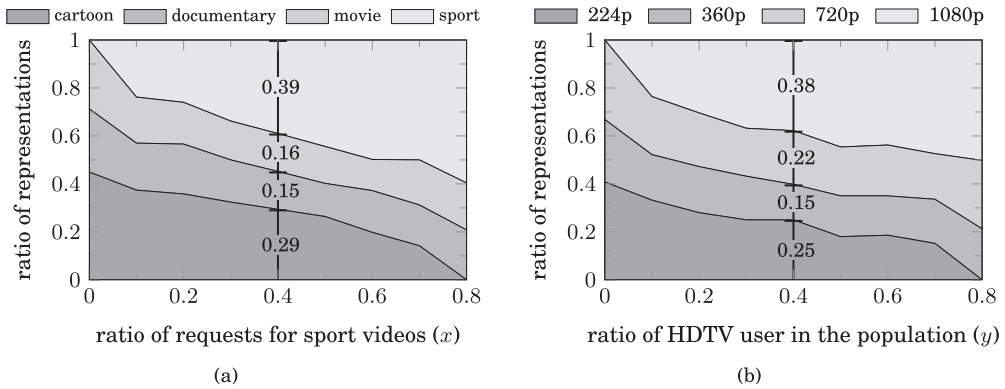 cartoon documentary movie sport
ratio of representations
1
0.8
0.6
0.4
0.2
0
0.39
0.16
0.15
0.29
0 0.2 0.4 0.6 0.8
ratio of requests for sport videos (x)
(a)
224p 360p 720p 1080p
ratio of representations
1
0.8
0.6
0.4
0.2
0
0.38
0.22
0.15
0.25
0 0.2 0.4 0.6 0.8
ratio of HDTV user in the population (y)
(b)